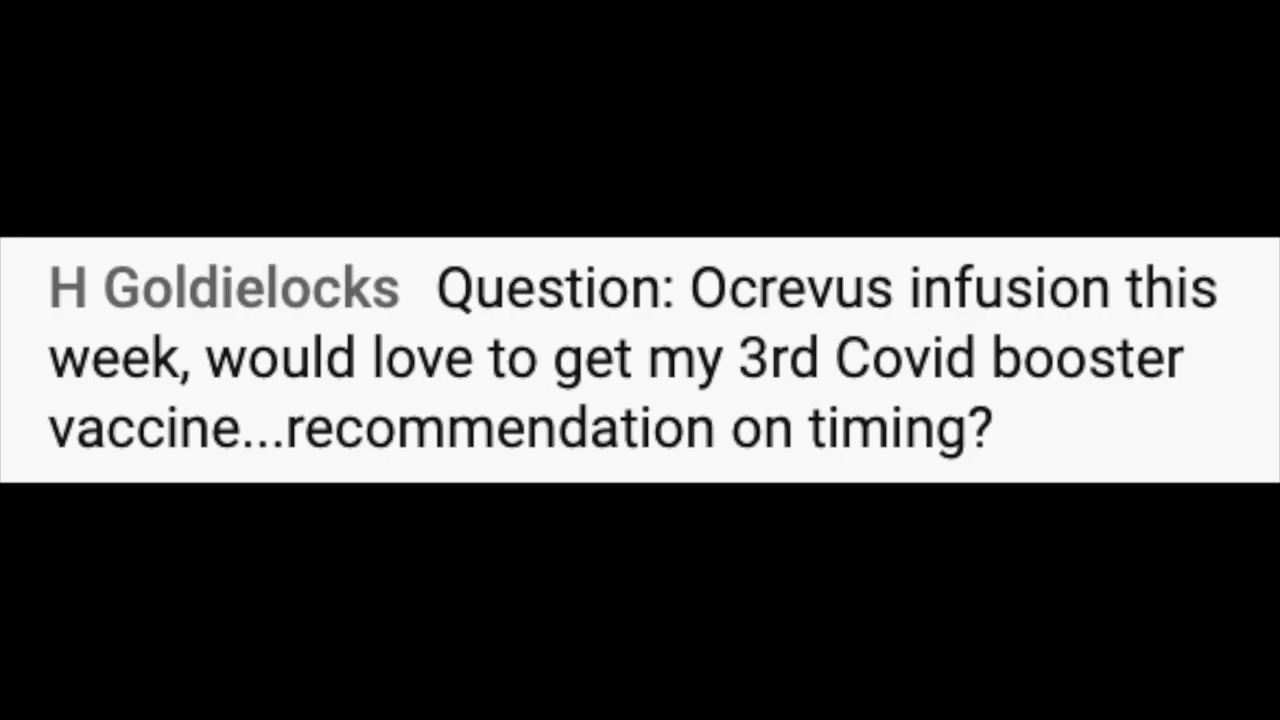 H Goldielocks Question: Ocrevus infusion this
week, would love to get my 3rd Covid booster
vaccine...recommendation on timing?